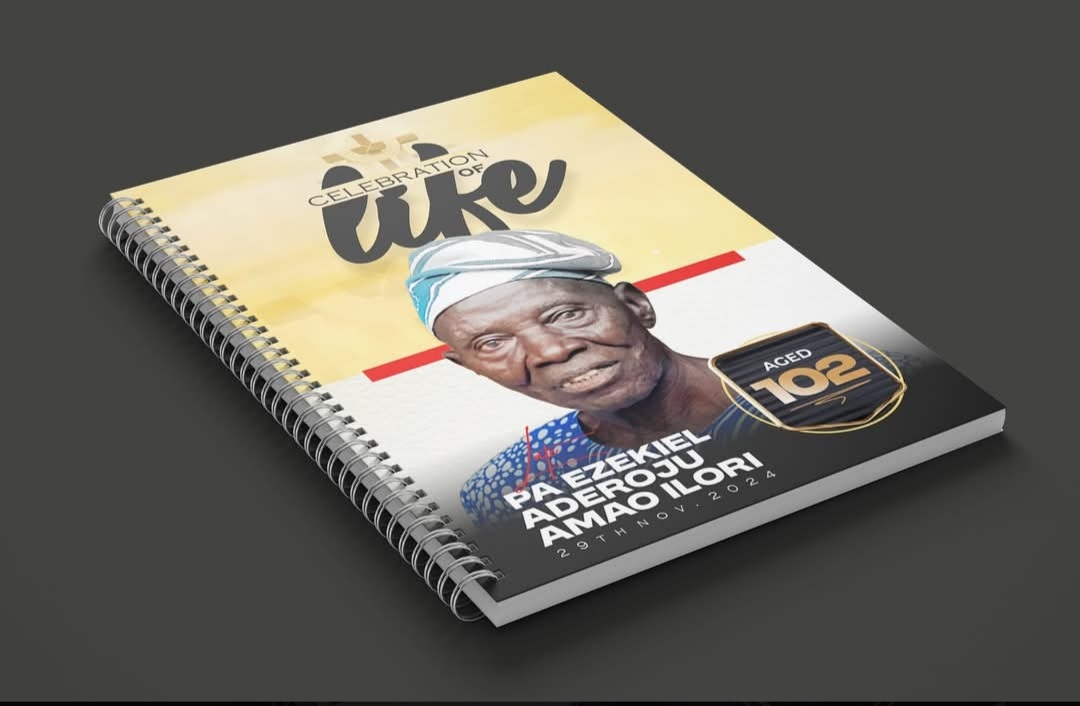 CELEBRATION
OF
life
AGED
102
PA EZEKIEL
ADEROJU
AMAO ILORI
29TH NOV, 2024